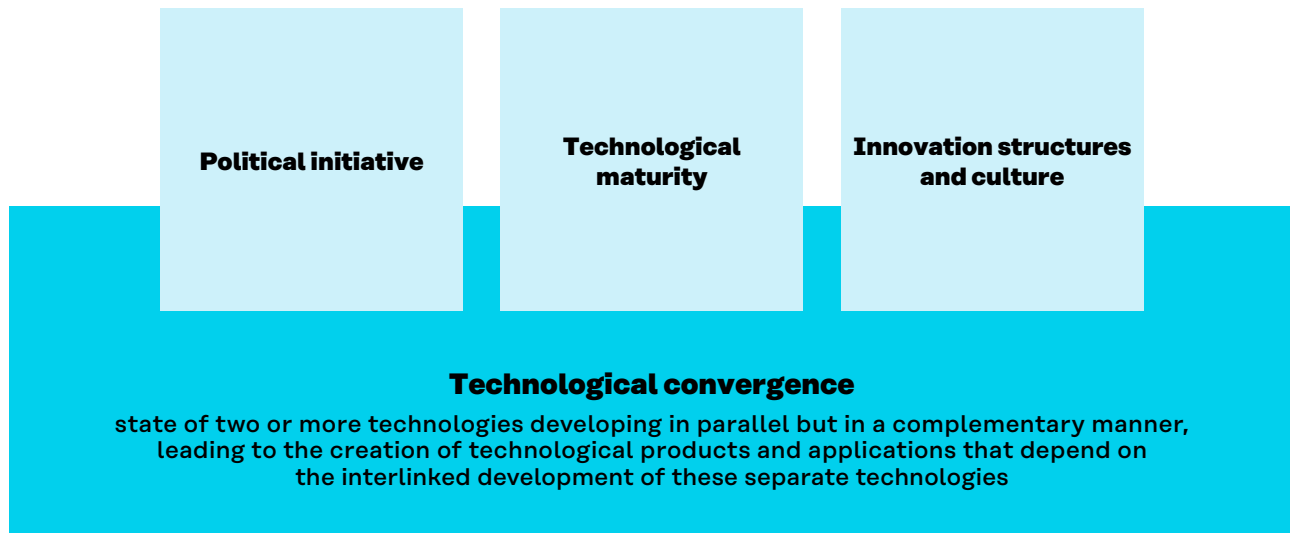 Political initiative
Technological
maturity
Innovation structures
and culture
Technological convergence
state of two or more technologies developing in parallel but in a complementary manner,
leading to the creation of technological products and applications that depend on
the interlinked development of these separate technologies